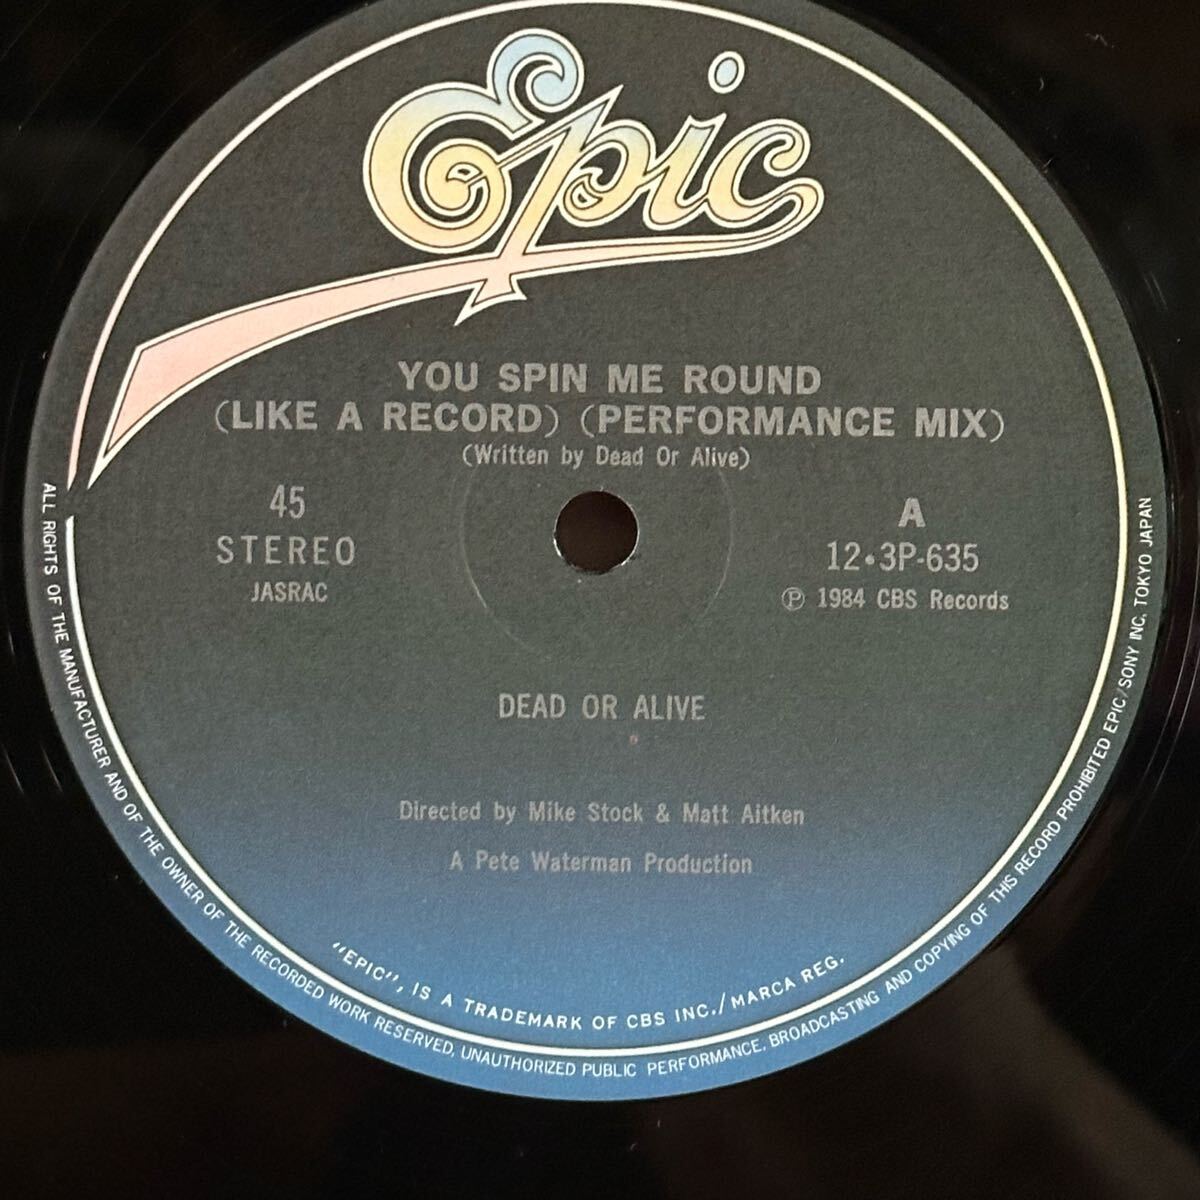 Epic
YOU SPIN ME ROUND
(LIKE A RECORD) (PERFORMANCE MIX)
(Written by Dead Or Alive)
45
STEREO
JASRAC
A
12•3P-635
Ⓟ 1984 CBS Records
DEAD OR ALIVE
Directed by Mike Stock & Matt Aitken
A Pete Waterman Production
"EPIC", IS A TRADEMARK OF CBS INC./MARCA REG.
ALL RIGHTS OF THE MANUFACTURER AND OF THE OWNER OF THE RECORDED WORK RESERVED, UNAUTHORIZED PUBLIC PERFORMANCE, BROADCASTING AND COPYING OF THIS RECORD PROHIBITED EPIC/SONY INC, TOKYO JAPAN